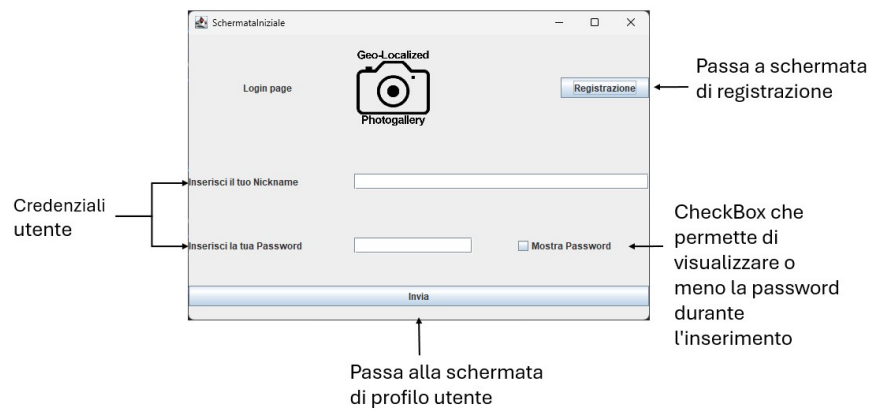 SchermataIniziale
Geo-Localized
Login page
Registrazione
Photogallery
Passa a schermata
di registrazione
Inserisci il tuo Nickname
Credenziali
utente
Inserisci la tua Password
Mostra Password
CheckBox che
permette di
visualizzare o
meno la password
durante
l'inserimento
Invia
Passa alla schermata
di profilo utente